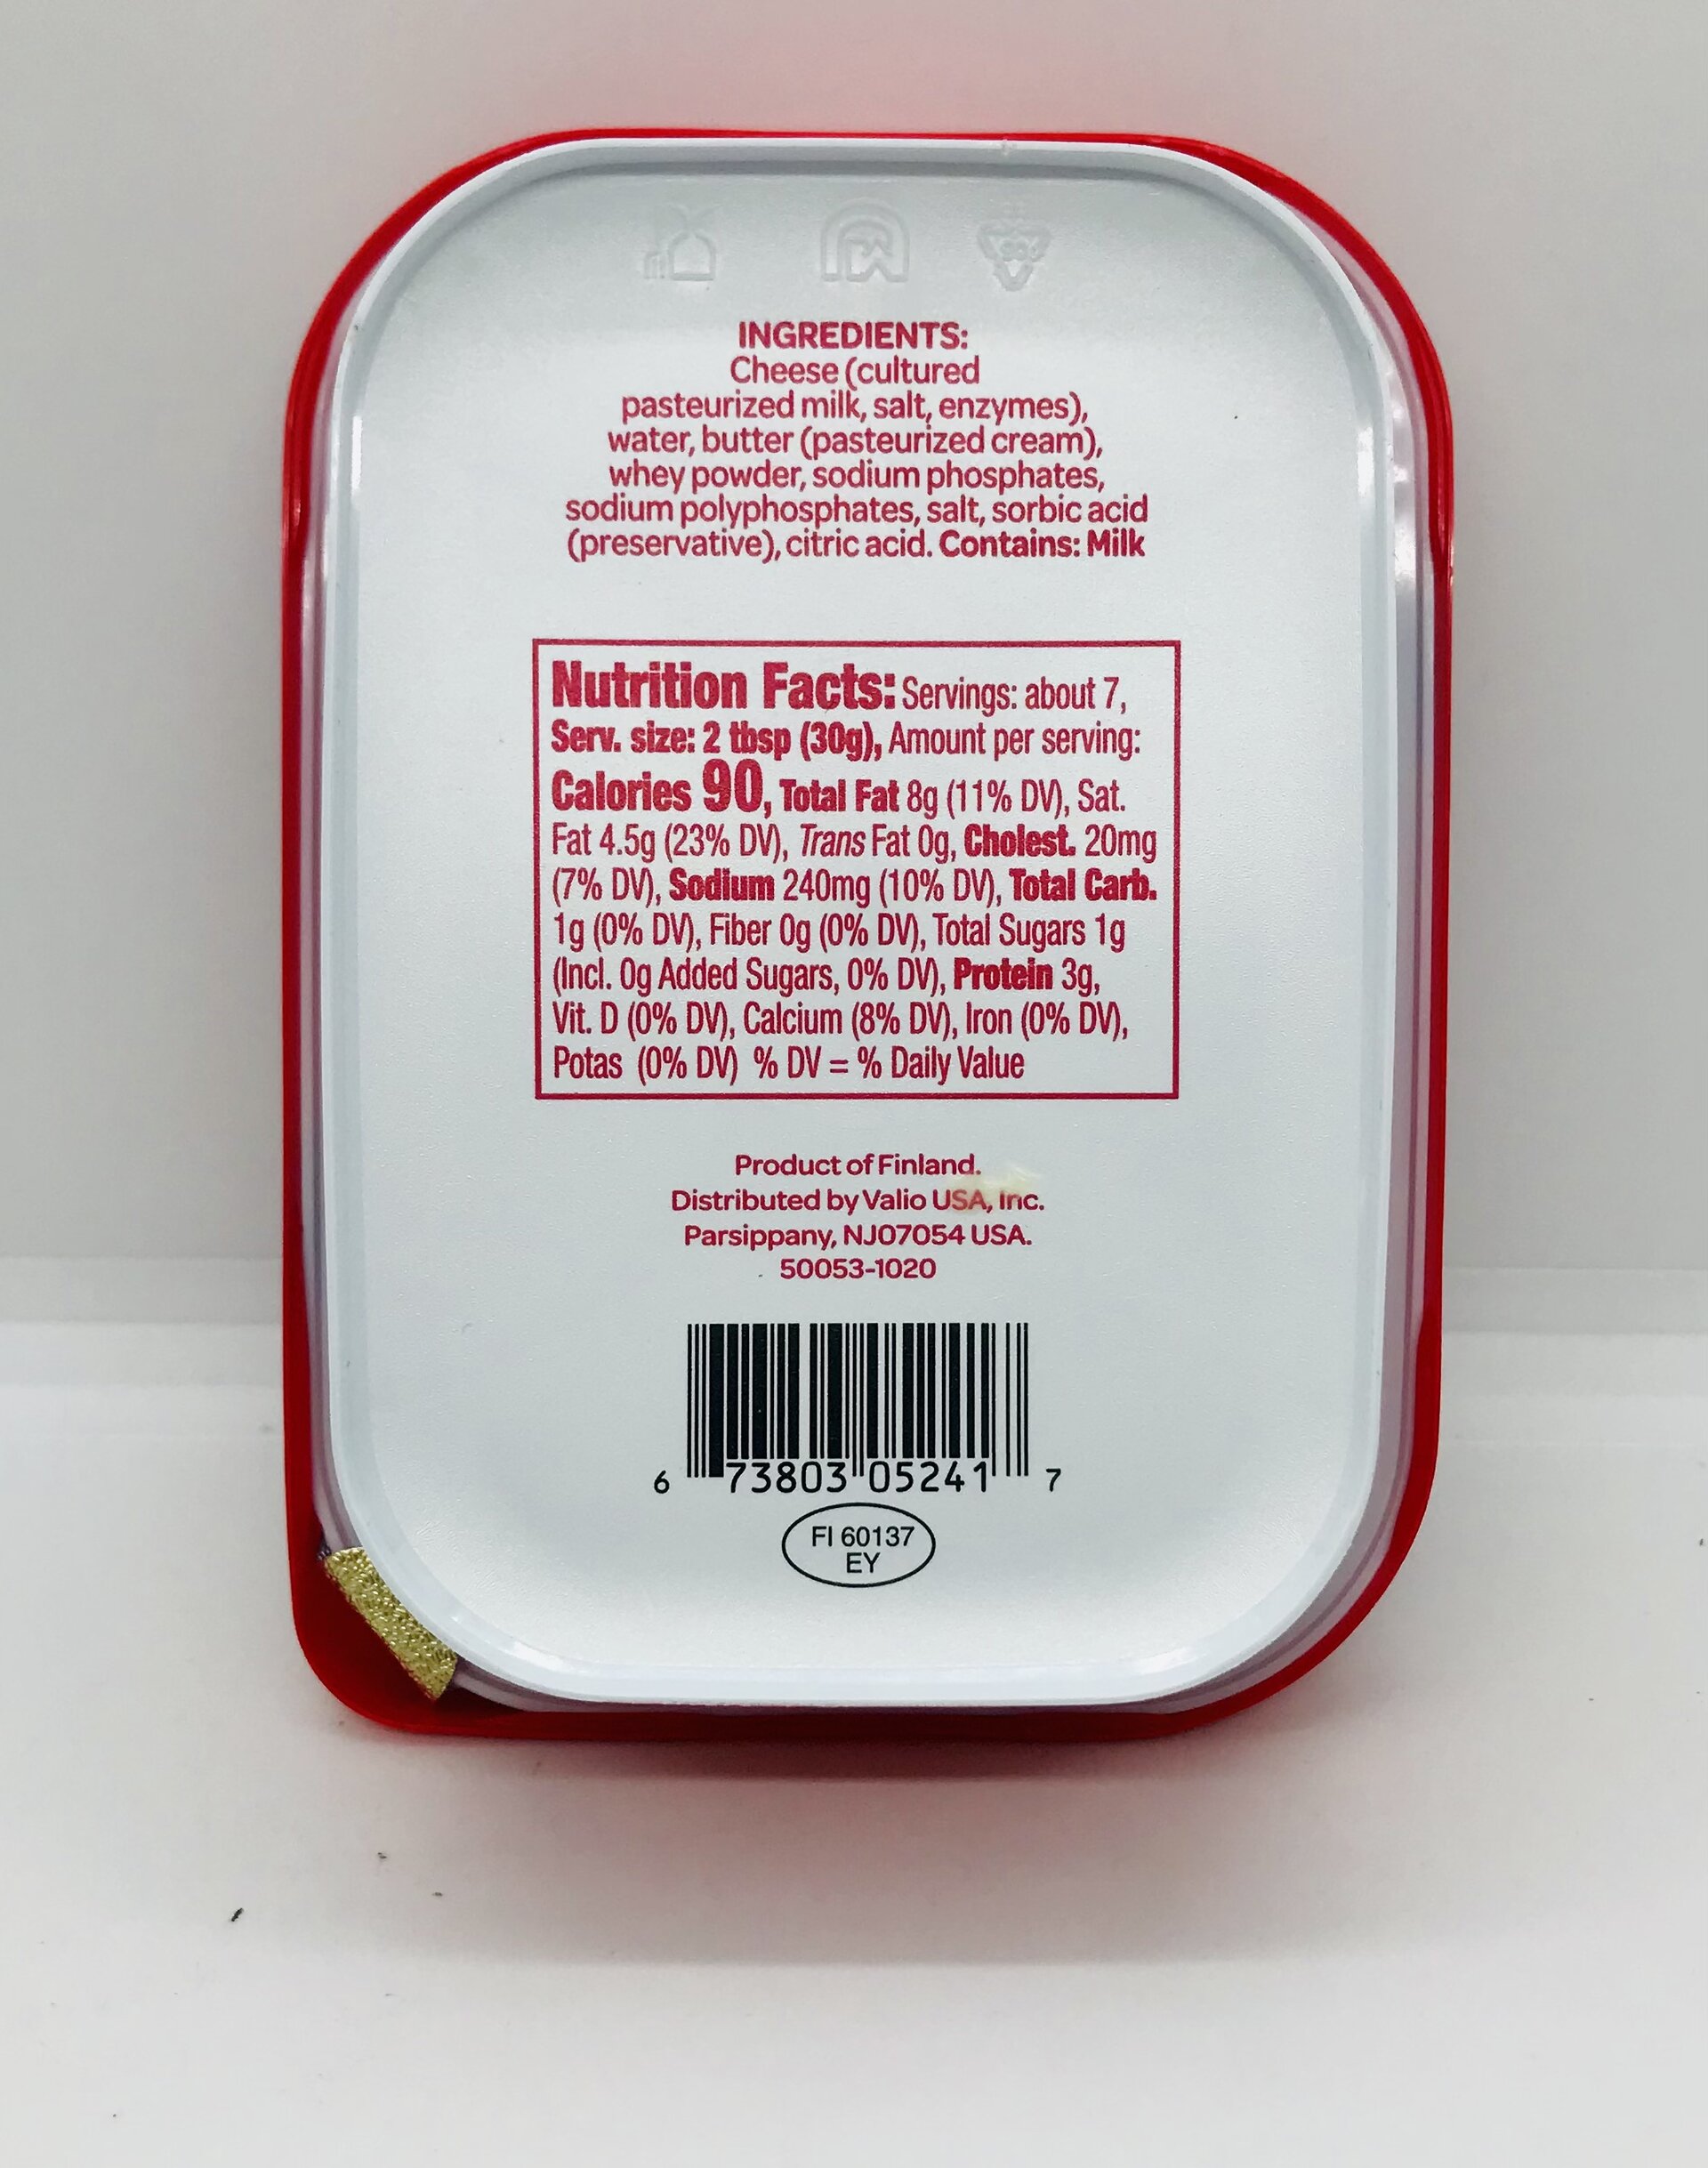 INGREDIENTS:
Cheese (cultured
pasteurized milk, salt, enzymes),
water, butter (pasteurized cream),
whey powder, sodium phosphates,
sodium polyphosphates, salt, sorbic acid
(preservative), citric acid. Contains: Milk
Nutrition Facts: Servings: about 7,
Serv. size: 2 tbsp (30g), Amount per serving:
Calories 90, Total Fat 8g (11% DV), Sat.
Fat 4.5g (23% DV), Trans Fat 0g, Cholest. 20mg
(7% DV), Sodium 240mg (10% DV), Total Carb.
1g (0% DV), Fiber 0g (0% DV), Total Sugars 1g
(Incl. 0g Added Sugars, 0% DV), Protein 3g,
Vit. D (0% DV), Calcium (8% DV), Iron (0% DV),
Potas (0% DV) % DV = % Daily Value
Product of Finland.
Distributed by Valio USA, Inc.
Parsippany, NJ07054 USA.
50053-1020
6 73803 05241 7
FI 60137
EY